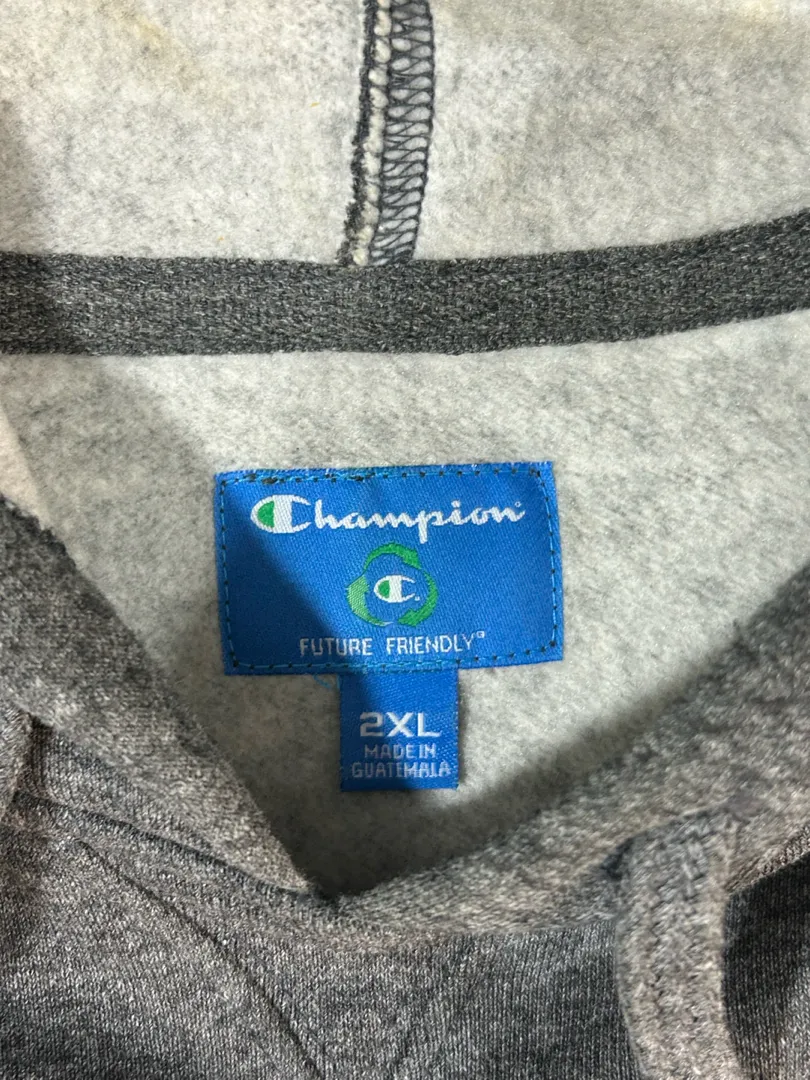 Champion®
C.
FUTURE FRIENDLY®
2XL
MADE IN
GUATEMALA